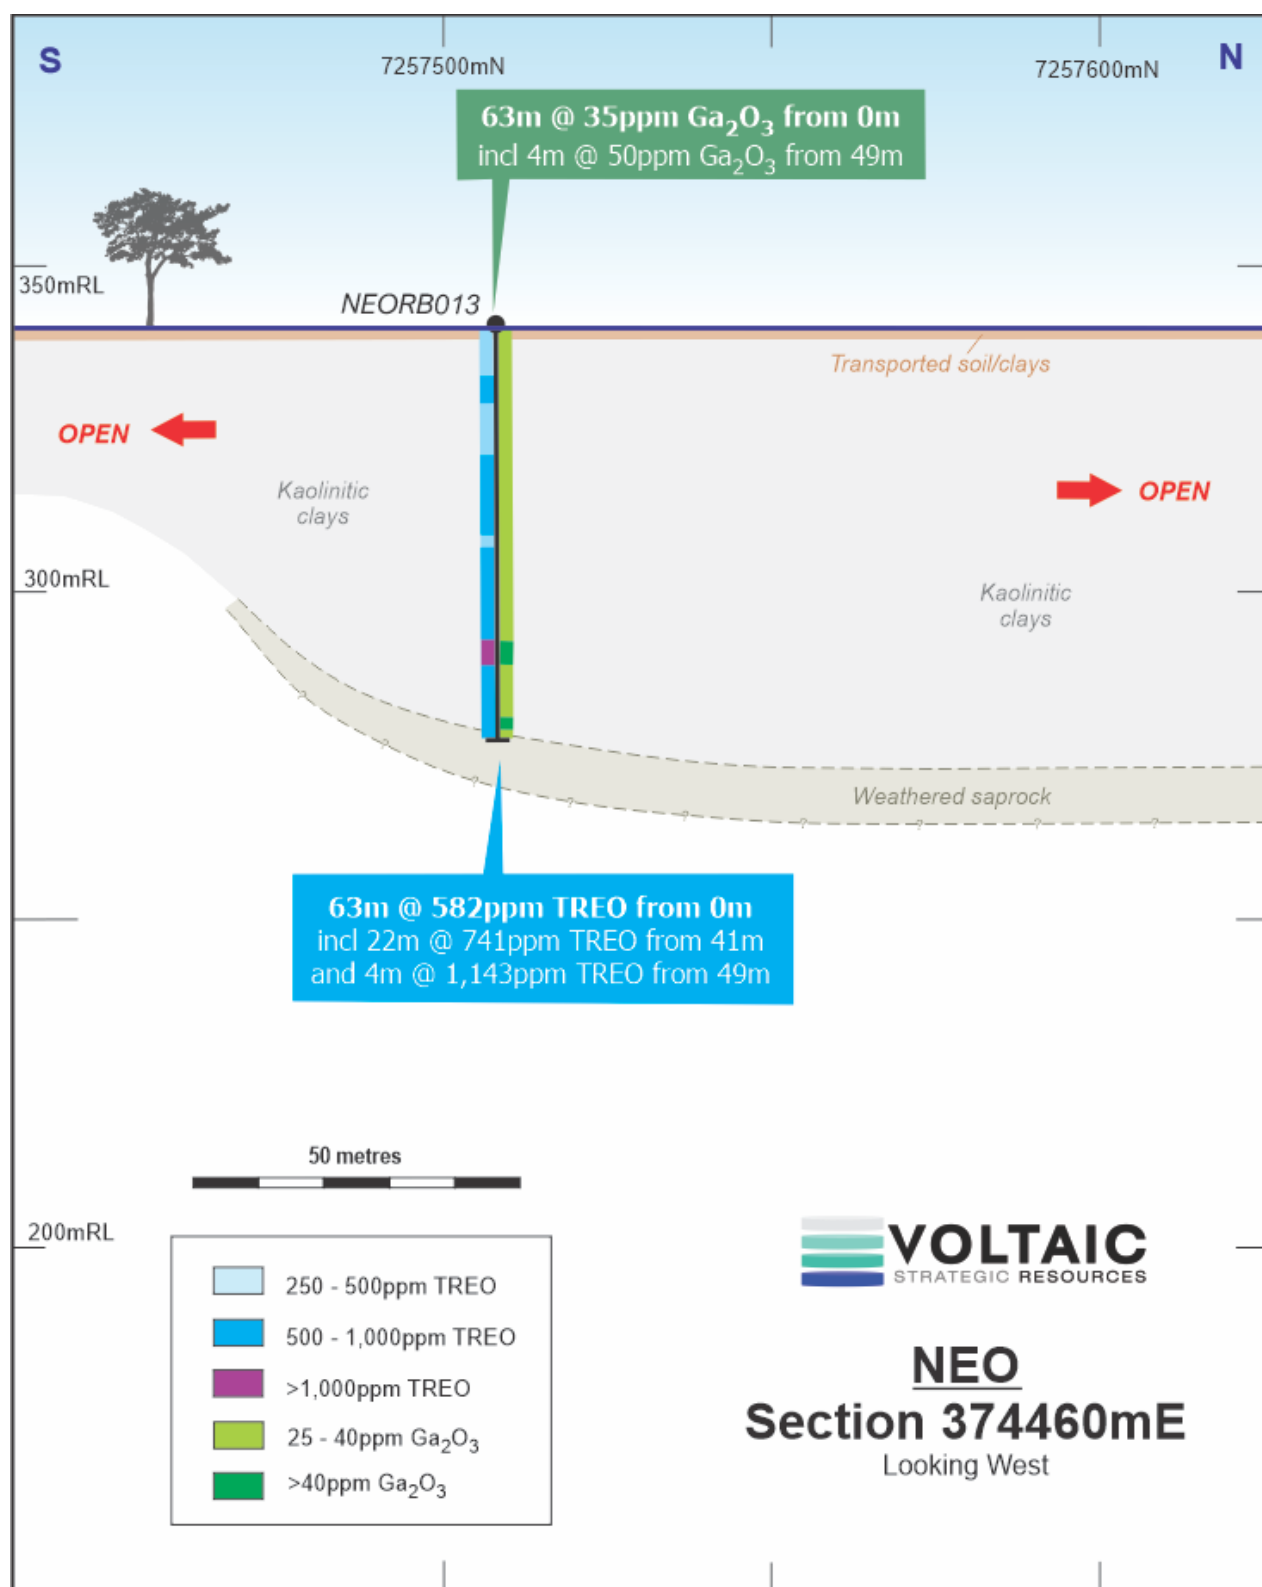 S
7257500mN
7257600mN
N
63m @ 35ppm Ga₂O₃ from 0m
incl 4m @ 50ppm Ga₂O₃ from 49m
350mRL
NEORB013
Transported soil/clays
OPEN
Kaolinitic
clays
OPEN
300mRL
Kaolinitic
clays
? ? ? ? ? ? ? ? ?
Weathered saprock
63m @ 582ppm TREO from 0m
incl 22m @ 741ppm TREO from 41m
and 4m @ 1,143ppm TREO from 49m
50 metres
200mRL
250 - 500ppm TREO
500 - 1,000ppm TREO
>1,000ppm TREO
25 - 40ppm Ga₂O₃
>40ppm Ga₂O₃
VOLTAIC
STRATEGIC RESOURCES
NEO
Section 374460mE
Looking West